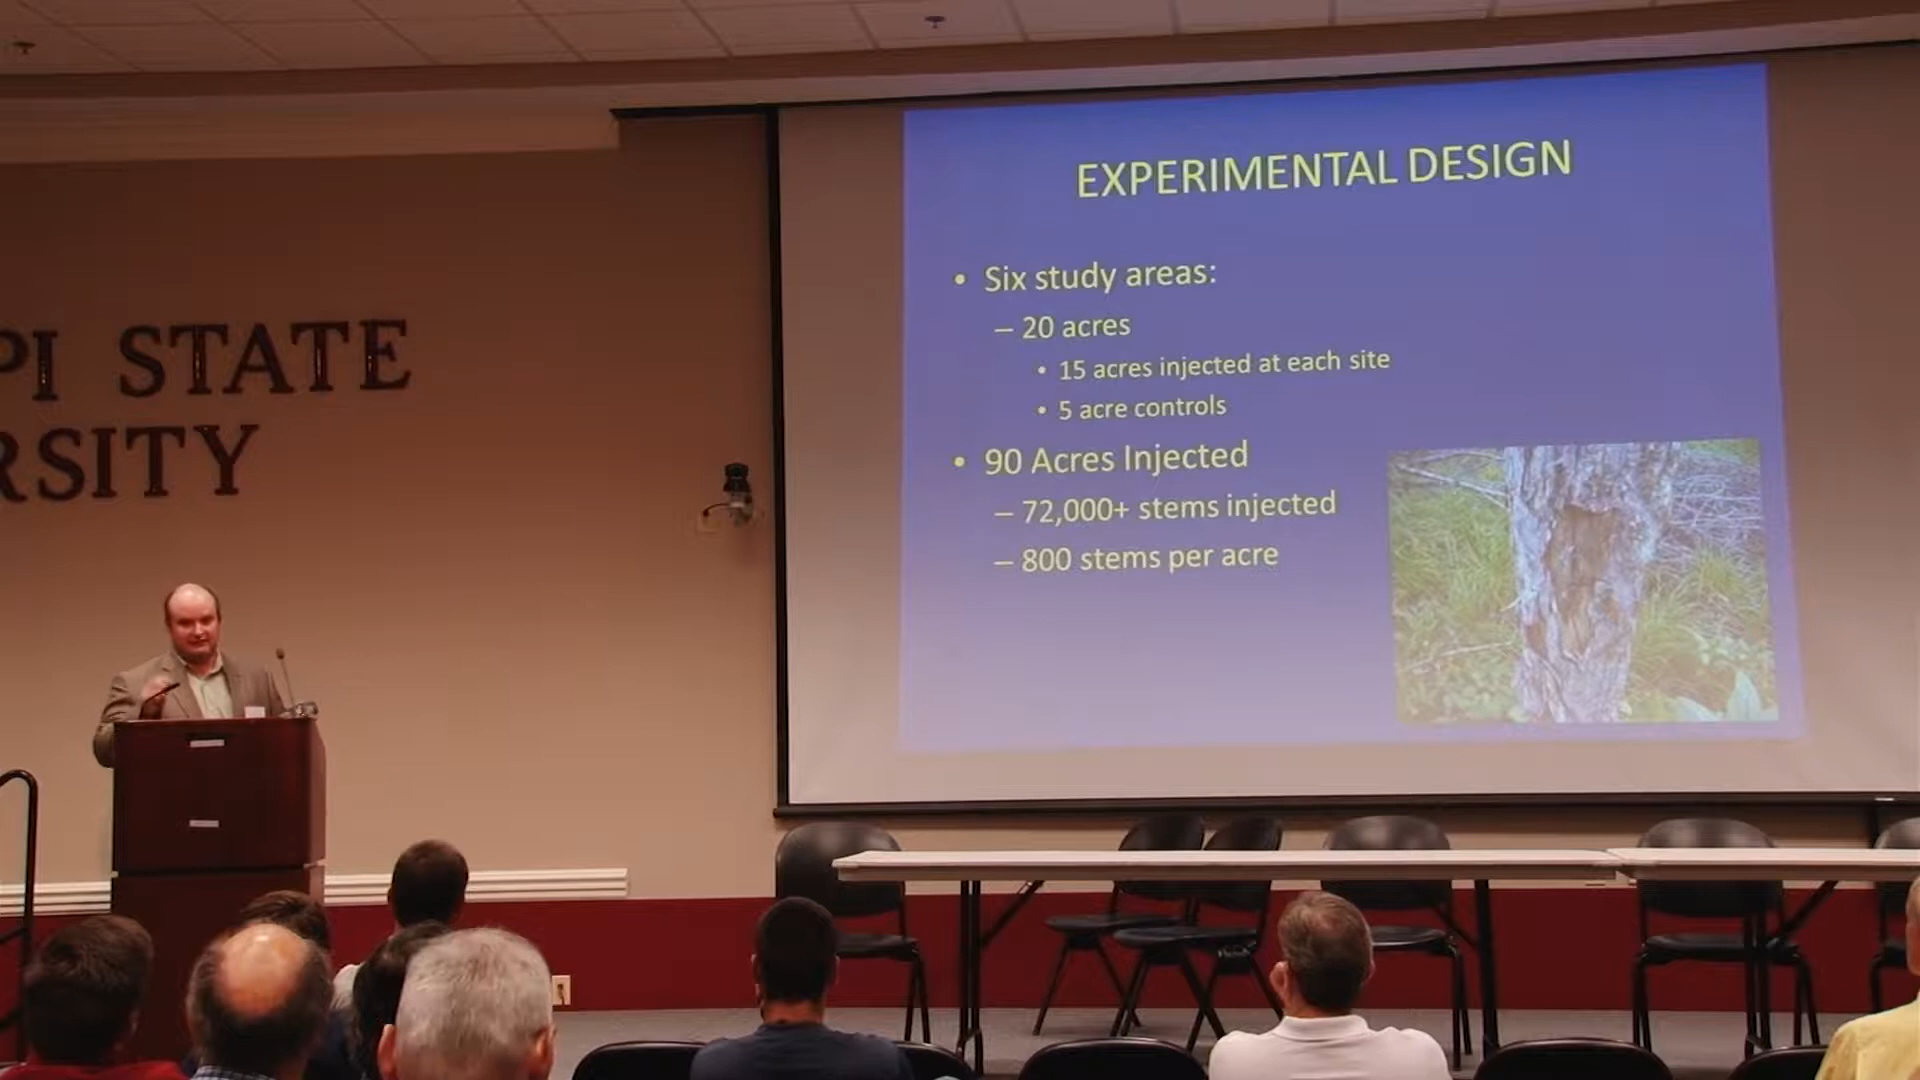 PI STATE
RSITY
EXPERIMENTAL DESIGN
• Six study areas:
– 20 acres
• 15 acres injected at each site
• 5 acre controls
• 90 Acres Injected
– 72,000+ stems injected
– 800 stems per acre